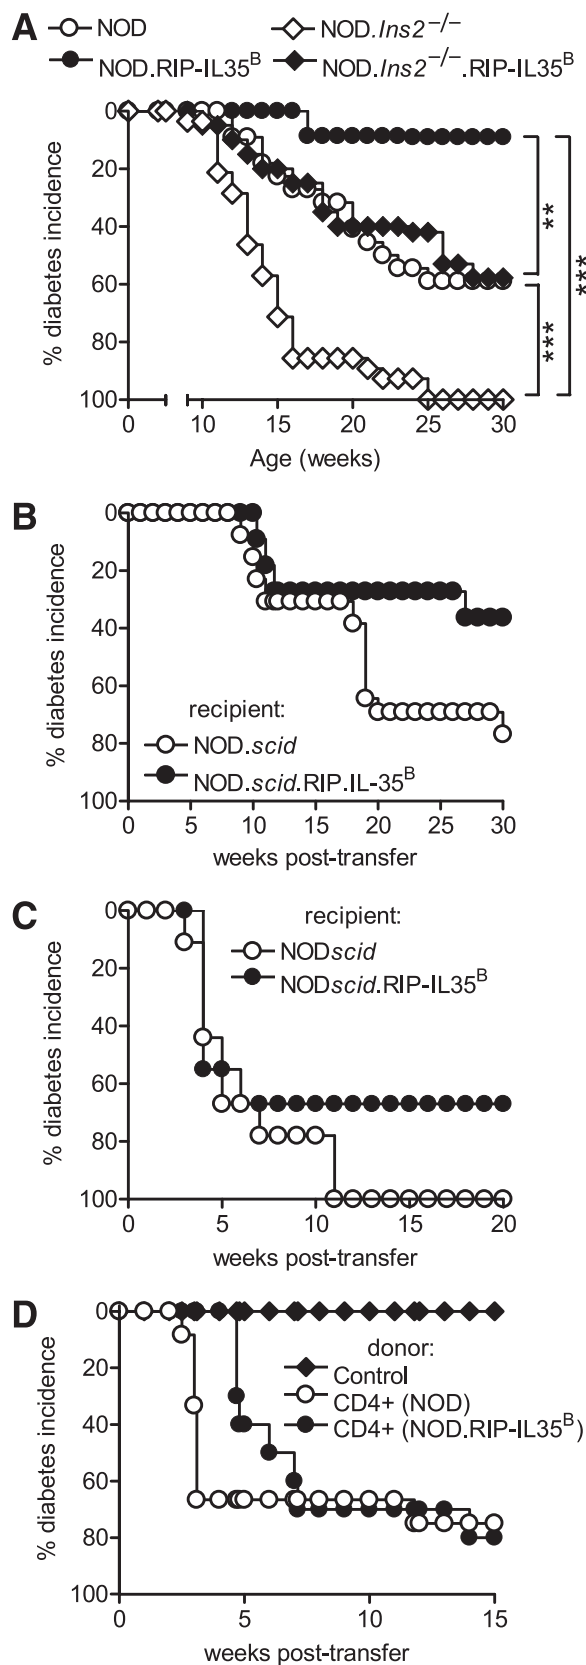 A
NOD NOD.Ins2⁻/⁻
NOD.RIP-IL35ᴮ NOD.Ins2⁻/⁻.RIP-IL35ᴮ
% diabetes incidence
0
20
40
60
80
100
0 10 15 20 25 30
Age (weeks)
**
***
***
B
% diabetes incidence
0
20
40
60
80
100
recipient:
NOD.scid
NOD.scid.RIP.IL-35ᴮ
0 5 10 15 20 25 30
weeks post-transfer
C
% diabetes incidence
0
20
40
60
80
100
recipient:
NODscid
NODscid.RIP-IL35ᴮ
0 5 10 15 20
weeks post-transfer
D
% diabetes incidence
0
20
40
60
80
100
donor:
Control
CD4+ (NOD)
CD4+ (NOD.RIP-IL35ᴮ)
0 5 10 15
weeks post-transfer